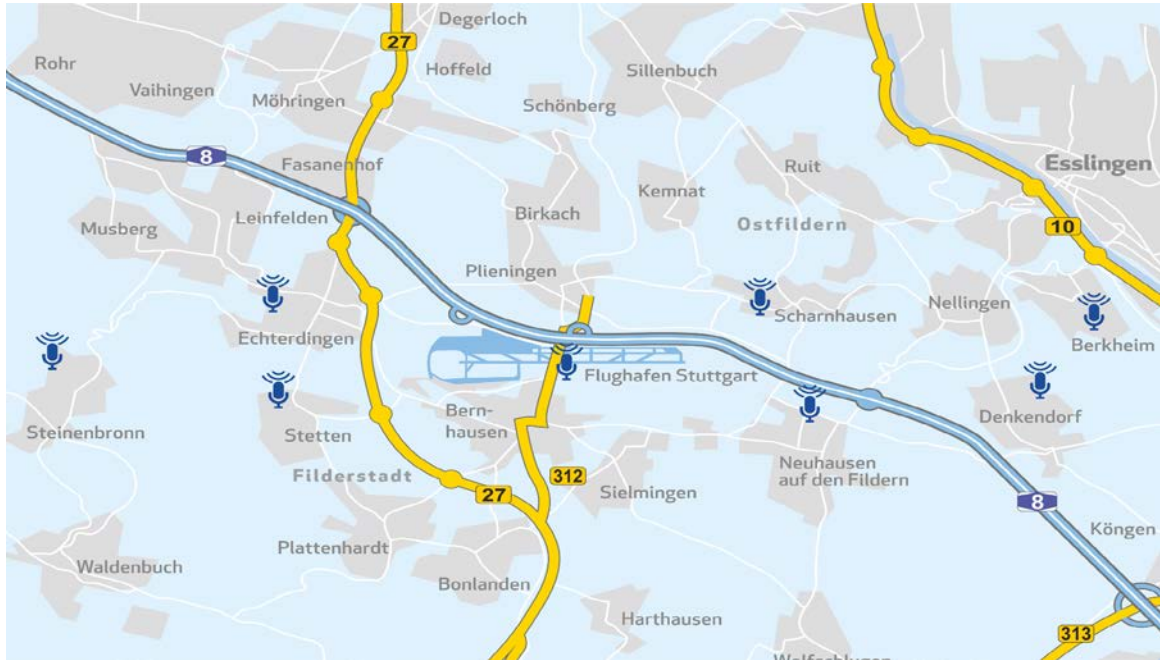 Degerloch
27
Rohr
Hoffeld
Sillenbuch
Vaihingen
Möhringen
Schönberg
8
Fasanenhof
Ruit
Esslingen
Kemnat
Leinfelden
Birkach
Musberg
Ostfildern
10
Plieningen
Nellingen
Scharnhausen
Echterdingen
Berkheim
Flughafen Stuttgart
Bern-
hausen
Denkendorf
Steinenbronn
Stetten
Neuhausen
auf den Fildern
Filderstadt
312
27
Sielmingen
8
Köngen
Plattenhardt
Waldenbuch
Bonlanden
Harthausen
313